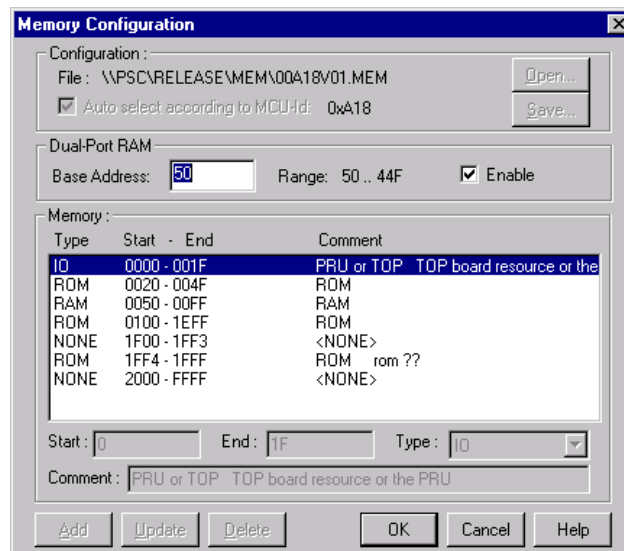 Memory Configuration
Configuration :
File : \\PSC\RELEASE\MEM\00A18V01.MEM
Open...
Auto select according to MCU-Id: 0xA18
Save...
Dual-Port RAM
Base Address: 50 Range: 50 .. 44F Enable
Memory :
Type Start - End Comment
IO 0000 - 001F PRU or TOP TOP board resource or the
ROM 0020 - 004F ROM
RAM 0050 - 00FF RAM
ROM 0100 - 1EFF ROM
NONE 1F00 - 1FF3 <NONE>
ROM 1FF4 - 1FFF ROM rom ??
NONE 2000 - FFFF <NONE>
Start : 0 End : 1F Type : IO
Comment : PRU or TOP TOP board resource or the PRU
Add Update Delete OK Cancel Help